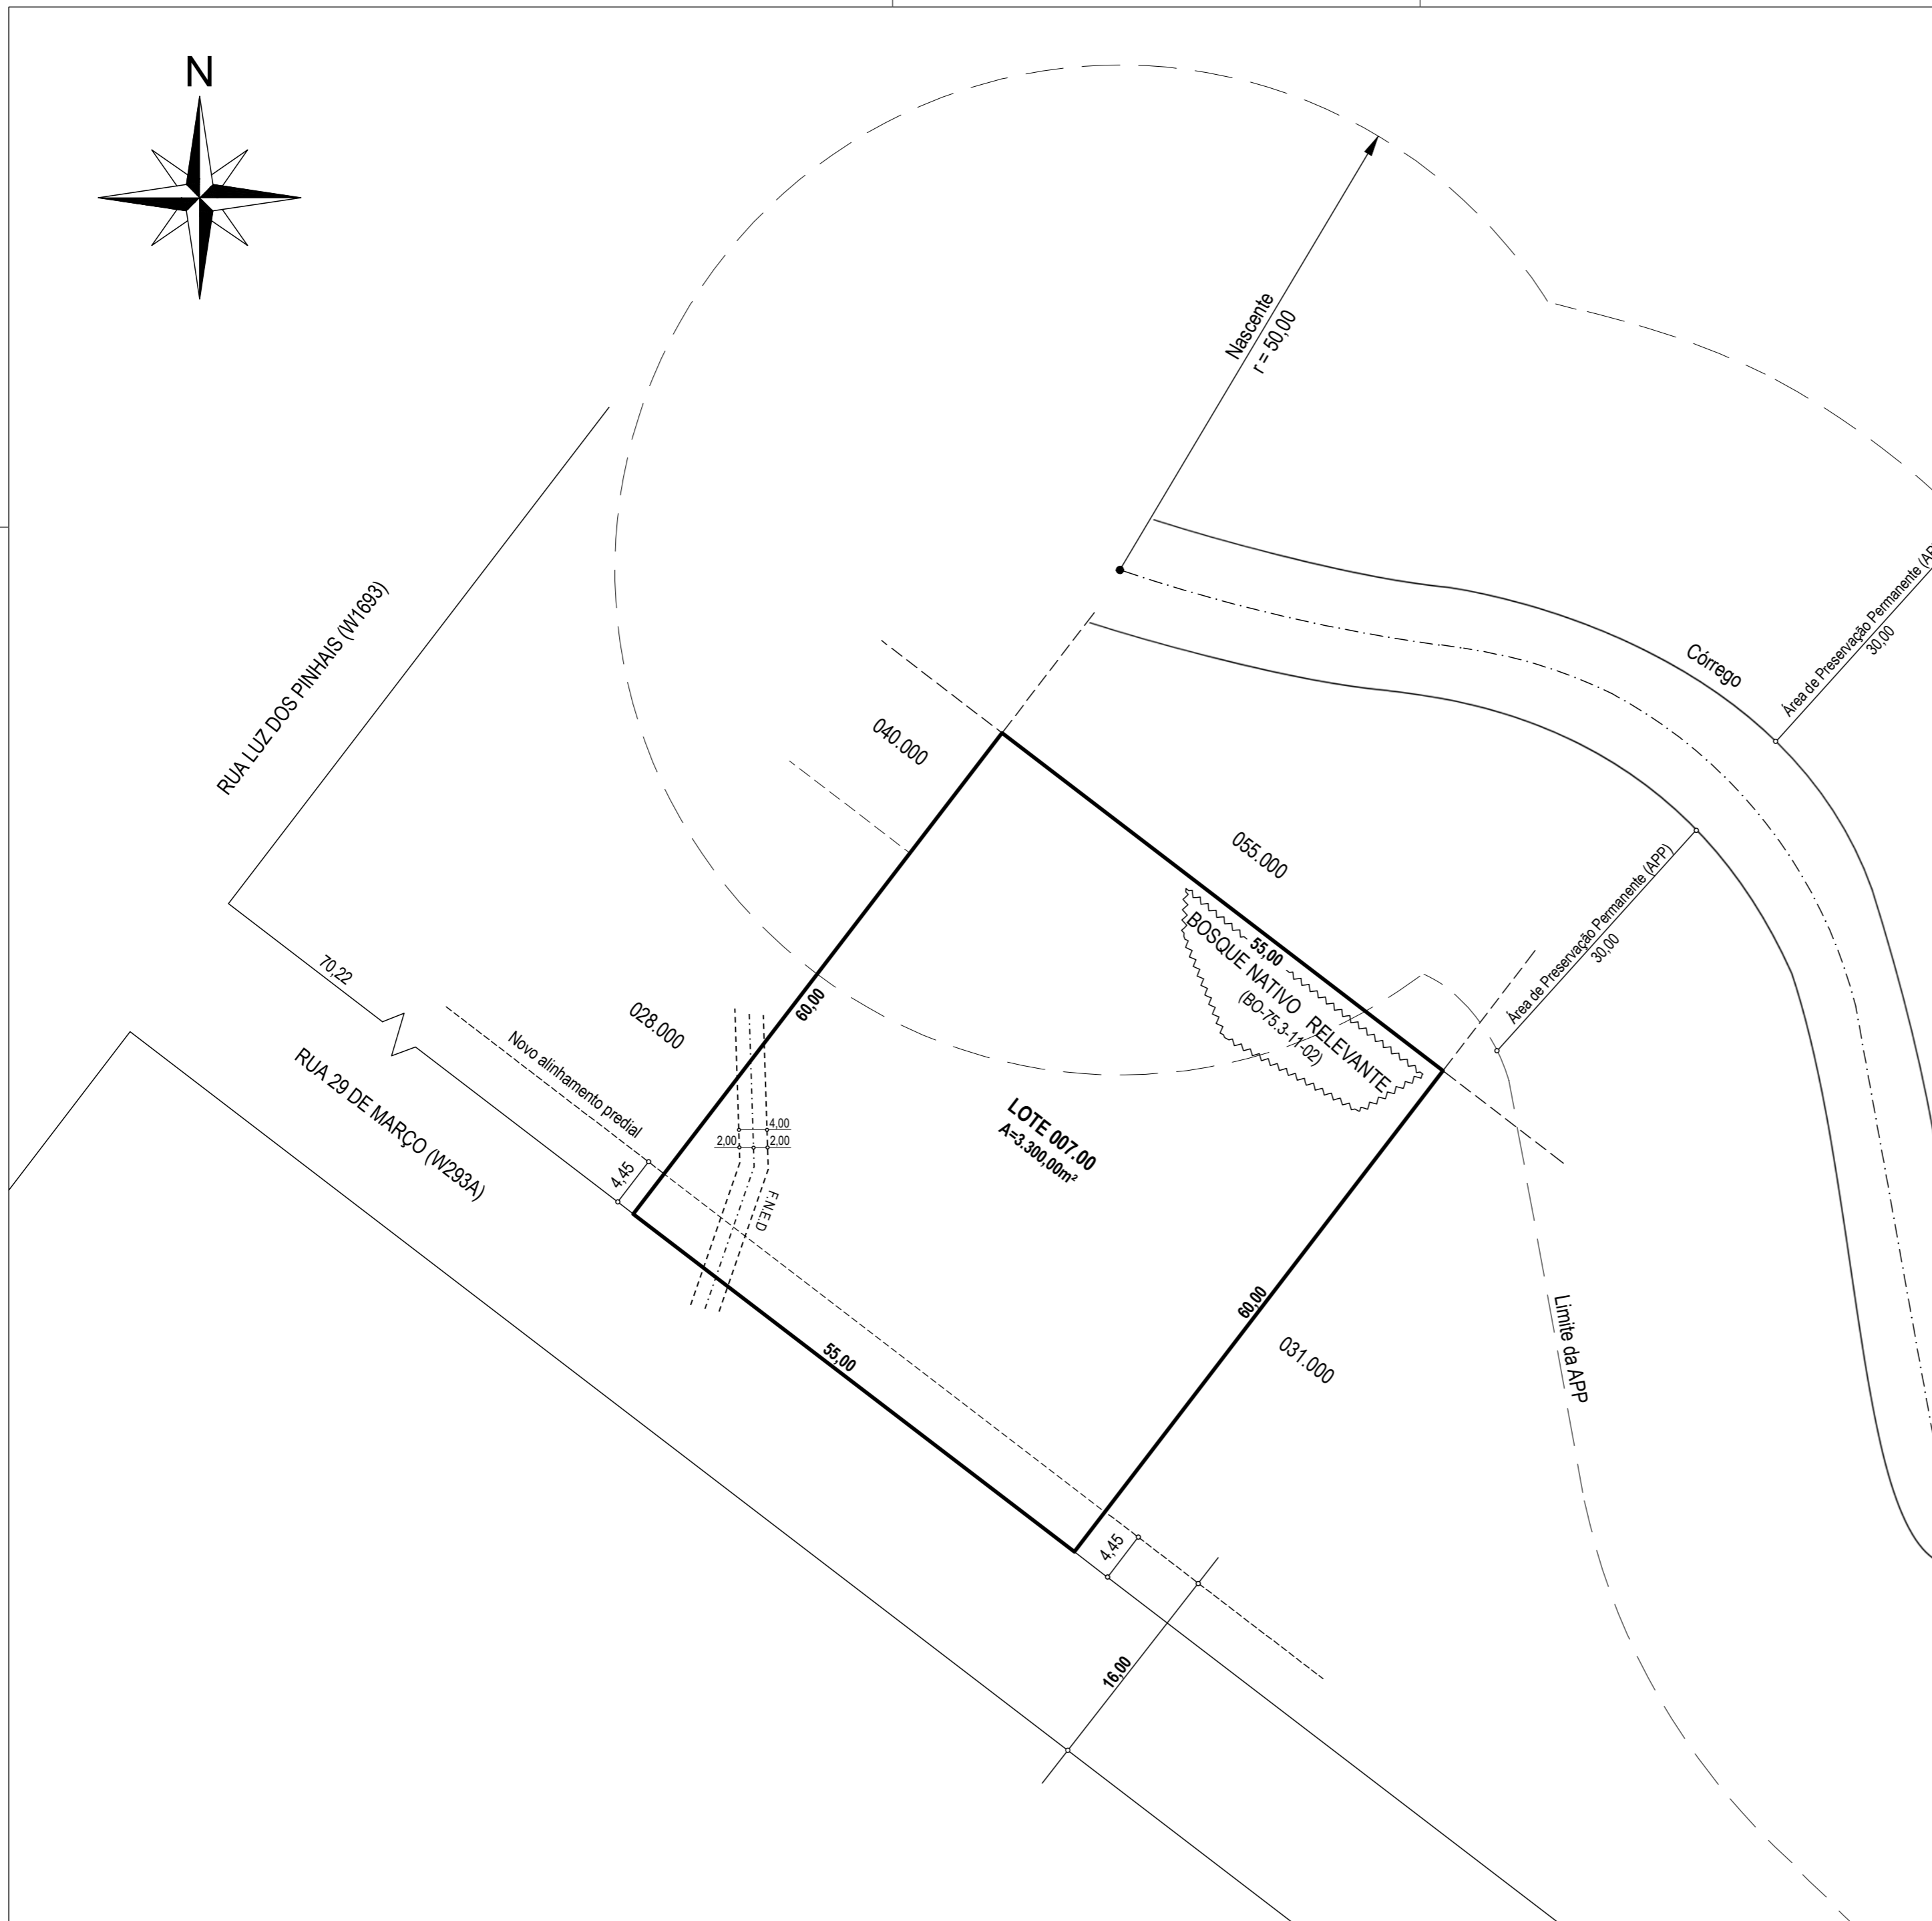 N
Nascente
r = 50,00
RUA LUZ DOS PINHAIS (W1693)
Córrego
Área de Preservação Permanente (AP
30,00
040.000
055.000
Área de Preservação Permanente (APP)
30,00
BOSQUE NATIVO RELEVANTE
(BO-75.3-11-02)
55,00
70,22
60,00
028.000
Novo alinhamento predial
RUA 29 DE MARÇO (W293A)
4,00
2,00
2,00
4,45
F.N.E.D
LOTE 007.00
A=3.300,00m²
60,00
031.000
55,00
Limite da APP
4,45
16,00